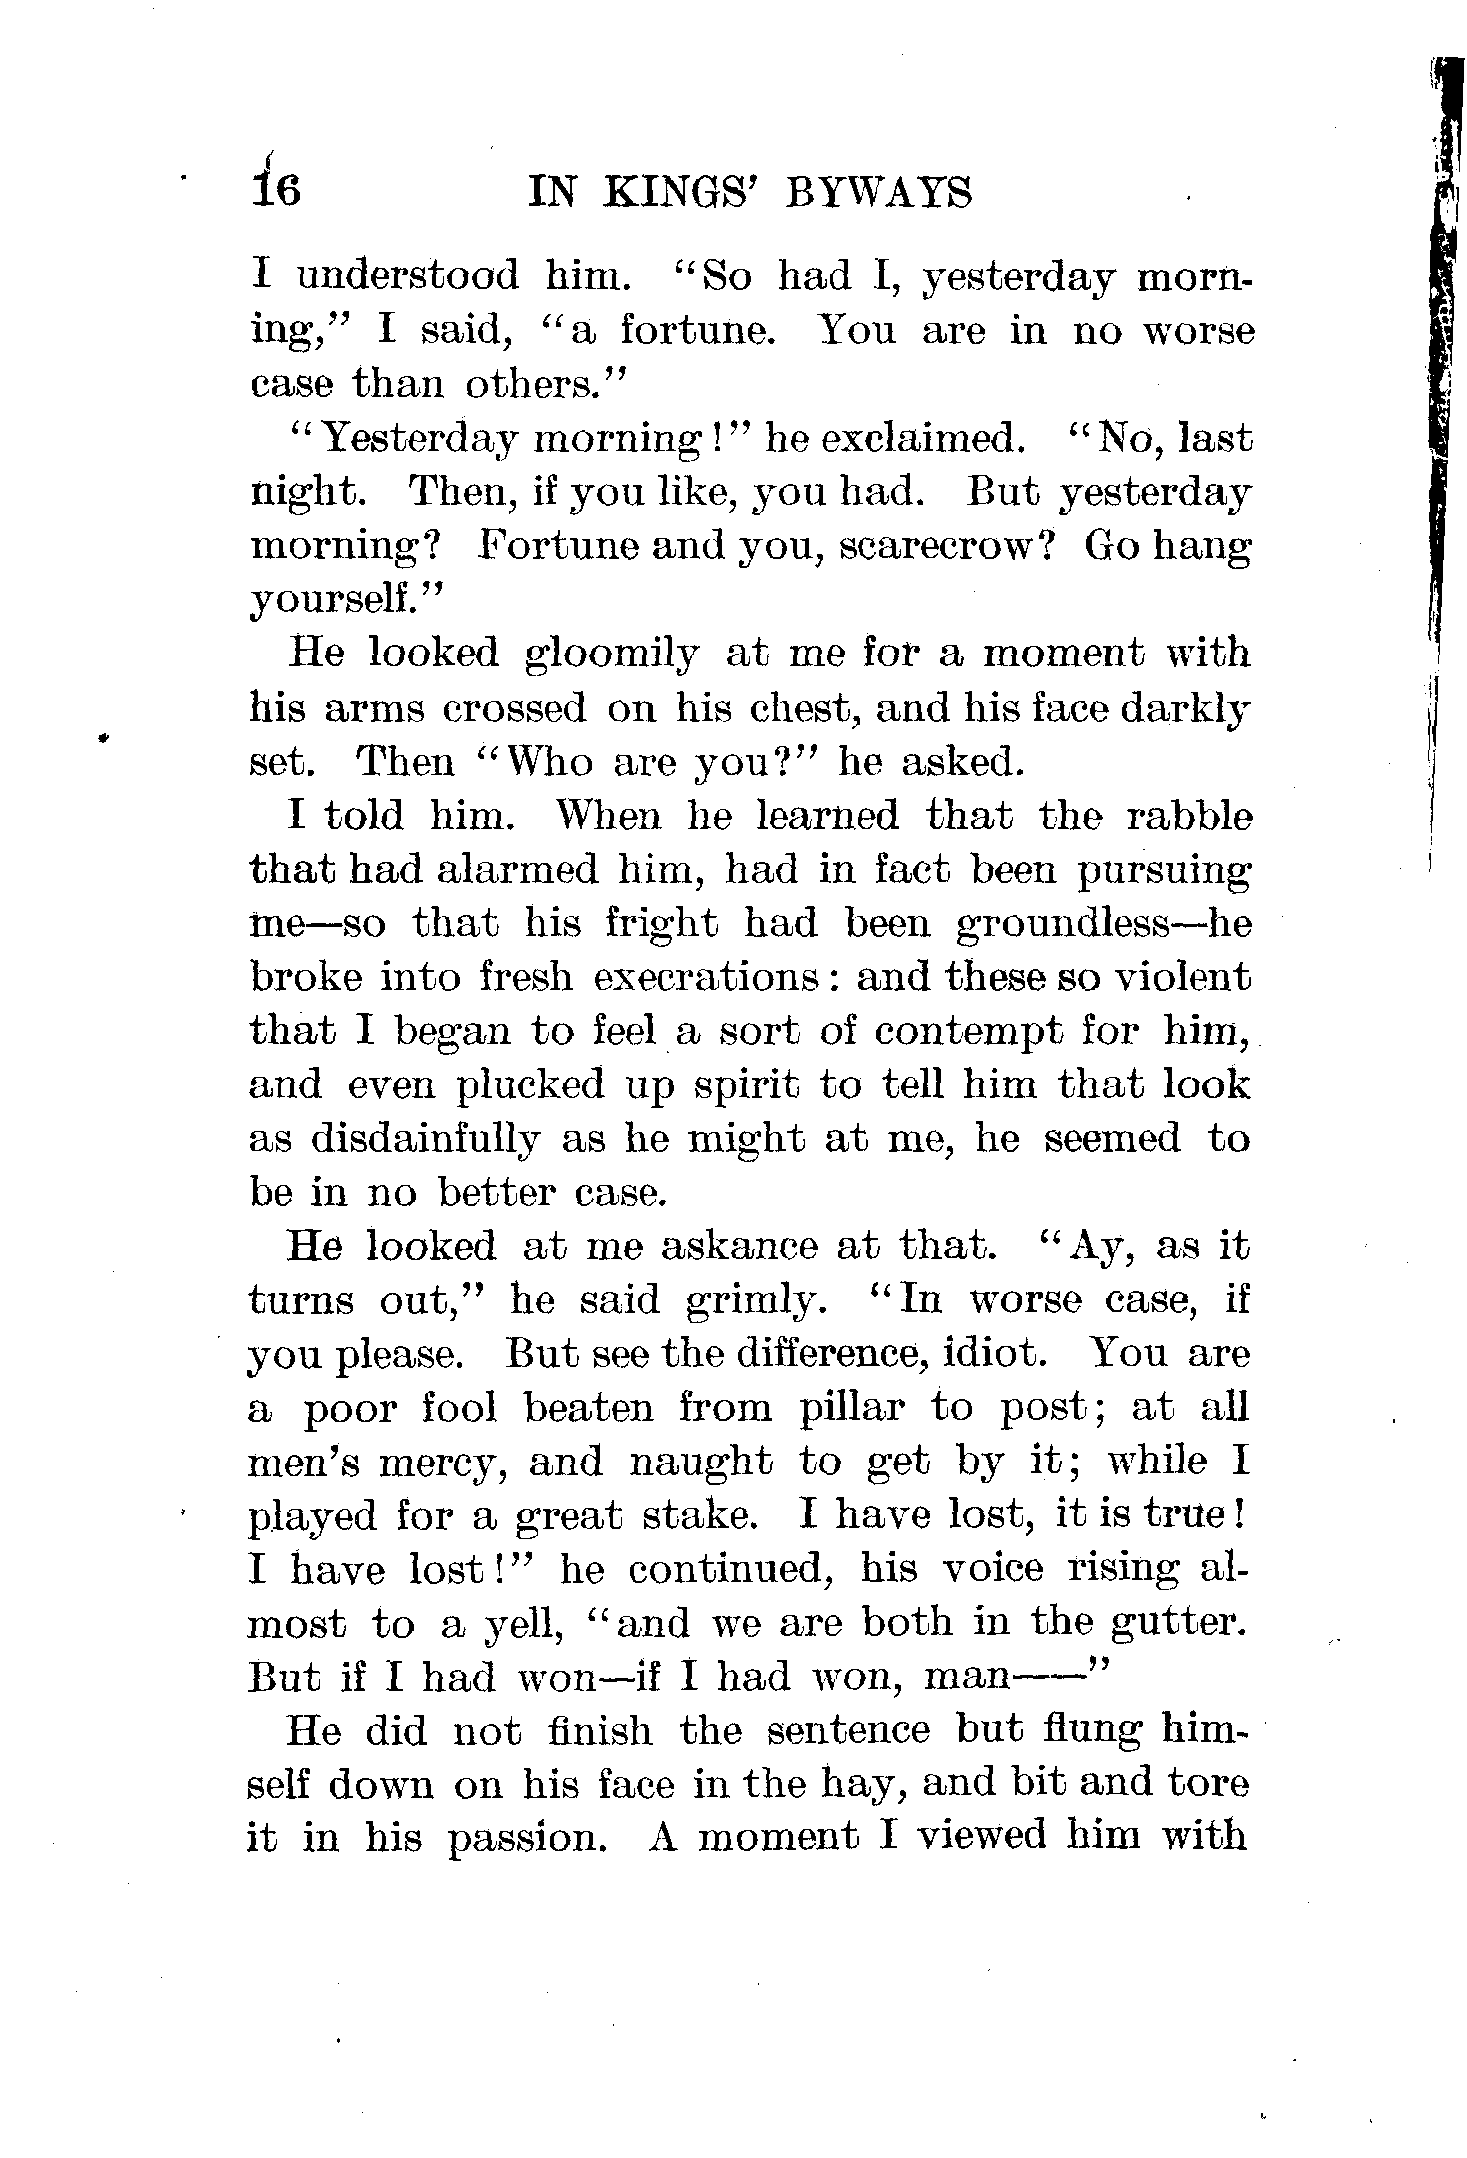 16 IN KINGS' BYWAYS
I understood him. "So had I, yesterday morn-
ing," I said, "a fortune. You are in no worse
case than others."
"Yesterday morning!" he exclaimed. "No, last
night. Then, if you like, you had. But yesterday
morning? Fortune and you, scarecrow? Go hang
yourself."
He looked gloomily at me for a moment with
his arms crossed on his chest, and his face darkly
set. Then "Who are you?" he asked.
I told him. When he learned that the rabble
that had alarmed him, had in fact been pursuing
me—so that his fright had been groundless—he
broke into fresh execrations: and these so violent
that I began to feel a sort of contempt for him,
and even plucked up spirit to tell him that look
as disdainfully as he might at me, he seemed to
be in no better case.
He looked at me askance at that. "Ay, as it
turns out," he said grimly. "In worse case, if
you please. But see the difference, idiot. You are
a poor fool beaten from pillar to post; at all
men's mercy, and naught to get by it; while I
played for a great stake. I have lost, it is true!
I have lost!" he continued, his voice rising al-
most to a yell, "and we are both in the gutter.
But if I had won—if I had won, man——"
He did not finish the sentence but flung him-
self down on his face in the hay, and bit and tore
it in his passion. A moment I viewed him with